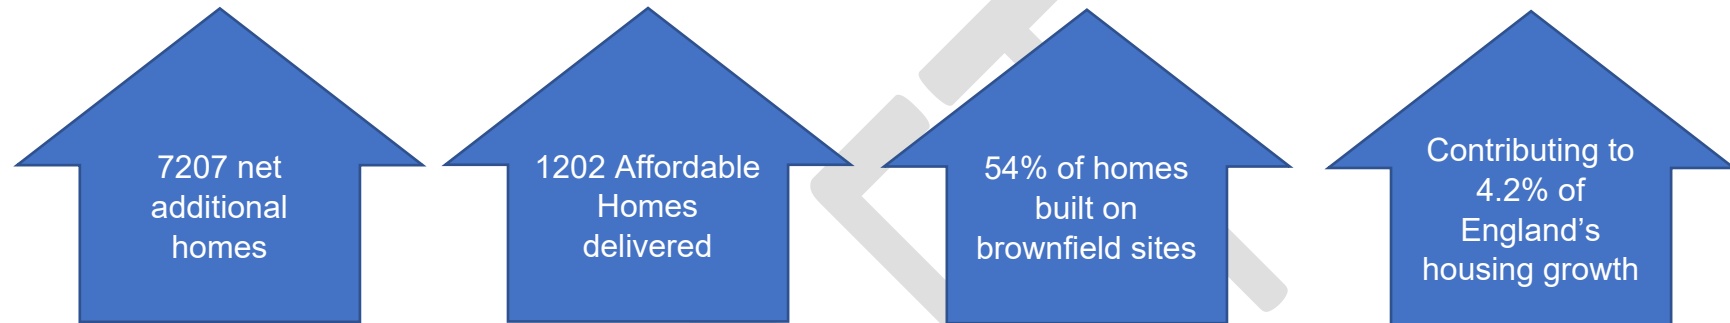 7207 net
additional
homes
1202 Affordable
Homes
delivered
54% of homes
built on
brownfield sites
Contributing to
4.2% of
England’s
housing growth